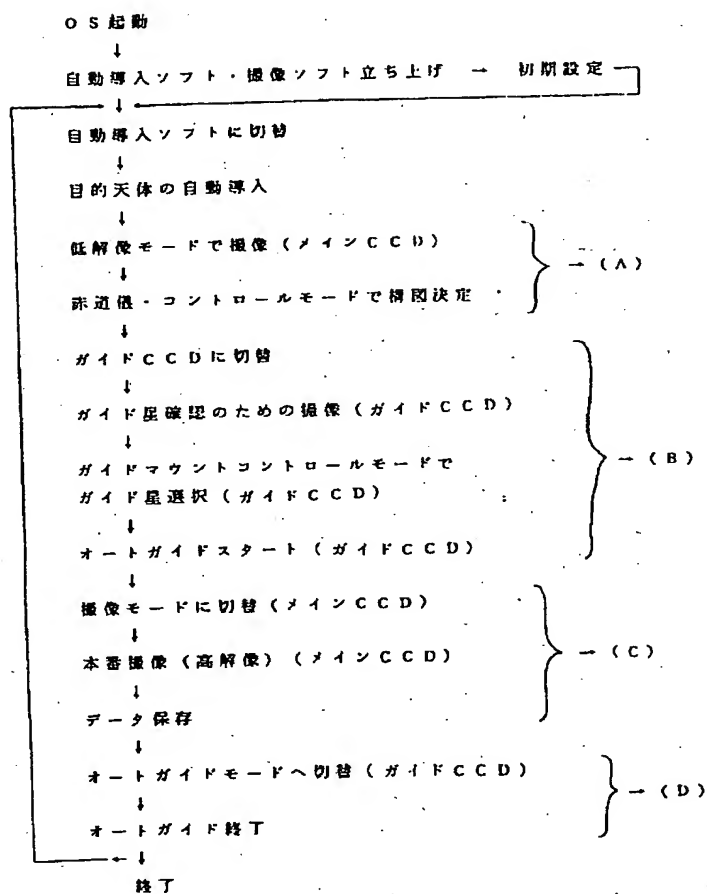 OS起動
↓
自動導入ソフト・撮像ソフト立ち上げ → 初期設定
↓
自動導入ソフトに切替
↓
目的天体の自動導入
↓
低解像モードで撮像（メインCCD）
↓
赤道儀・コントロールモードで構図決定
→（A）
↓
ガイドCCDに切替
↓
ガイド星確認のための撮像（ガイドCCD）
↓
ガイドマウントコントロールモードで
ガイド星選択（ガイドCCD）
→（B）
↓
オートガイドスタート（ガイドCCD）
↓
撮像モードに切替（メインCCD）
↓
本番撮像（高解像）（メインCCD）
→（C）
↓
データ保存
↓
オートガイドモードへ切替（ガイドCCD）
→（D）
↓
オートガイド終了
← ↓
終了